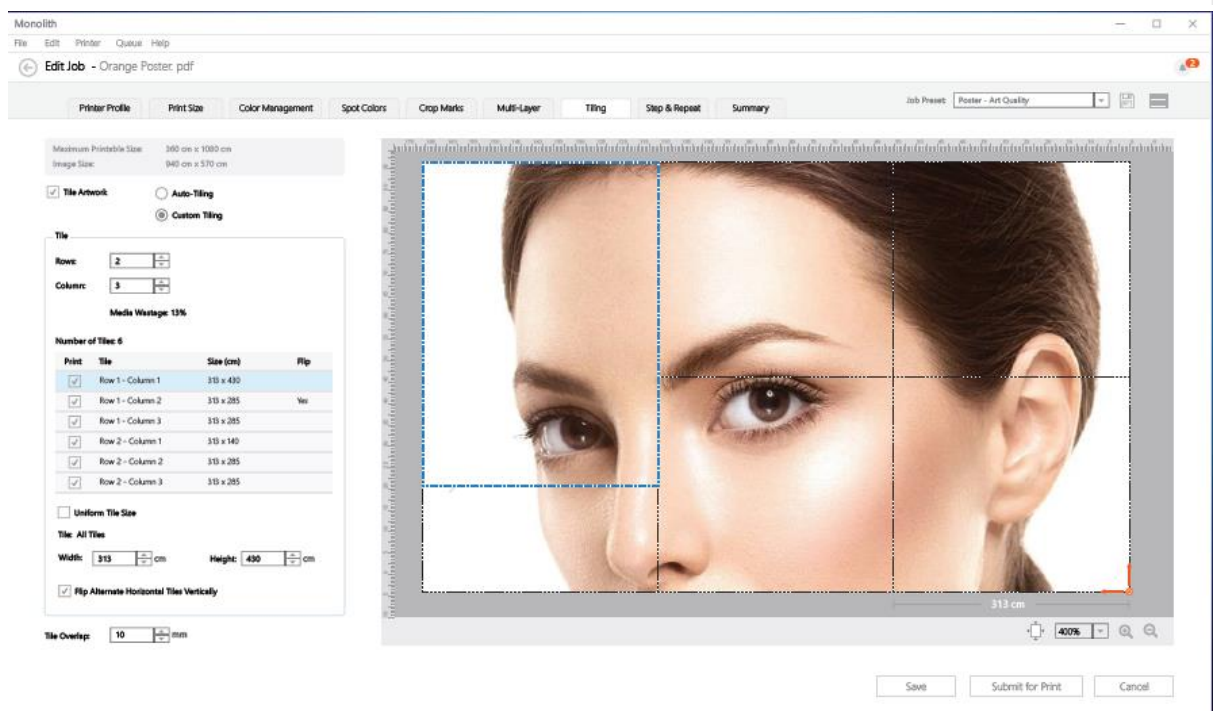 Monolith
File Edit Printer Queue Help
Edit Job - Orange Poster. pdf
2
Printer Profile Print Size Color Management Spot Colors Crop Marks Multi-Layer Tiling Step & Repeat Summary
Job Preset: Poster - Art Quality
Maximum Printable Size: 360 cm x 1000 cm
Image Size: 940 cm x 570 cm
Tile Artwork Auto-Tiling
Custom Tiling
Tile
Rows: 2
Column: 3
Media Wastage: 13%
Number of Tiles: 6
Print Tile Size (cm) Flip
Row 1 - Column 1 313 x 430
Row 1 - Column 2 313 x 285 Yes
Row 1 - Column 3 313 x 285
Row 2 - Column 1 313 x 140
Row 2 - Column 2 313 x 285
Row 2 - Column 3 313 x 285
Uniform Tile Size
Tile: All Tiles
Width: 313 cm Height: 430 cm
Flip Alternate Horizontal Tiles Vertically
313 cm
Tile Overlap: 10 mm
400%
Save Submit for Print Cancel